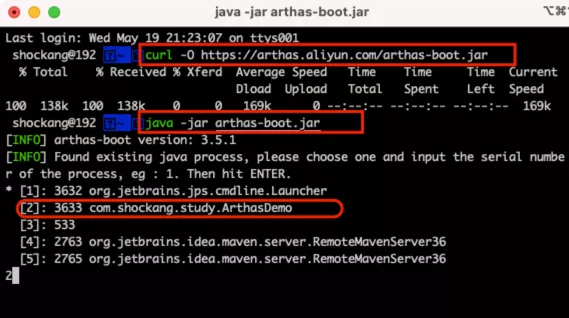 java -jar arthas-boot.jar
Last login: Wed May 19 21:23:07 on ttys001
shockang@192 ~ curl -O https://arthas.aliyun.com/arthas-boot.jar
% Total % Received % Xferd Average Speed Time Time Time Current
Dload Upload Total Spent Left Speed
100 138k 100 138k 0 0 169k 0 --:--:-- --:--:-- --:--:-- 169k
shockang@192 ~ java -jar arthas-boot.jar
[INFO] arthas-boot version: 3.5.1
[INFO] Found existing java process, please choose one and input the serial numbe
r of the process, eg : 1. Then hit ENTER.
* [1]: 3632 org.jetbrains.jps.cmdline.Launcher
[2]: 3633 com.shockang.study.ArthasDemo
[3]: 533
[4]: 2763 org.jetbrains.idea.maven.server.RemoteMavenServer36
[5]: 2765 org.jetbrains.idea.maven.server.RemoteMavenServer36
2